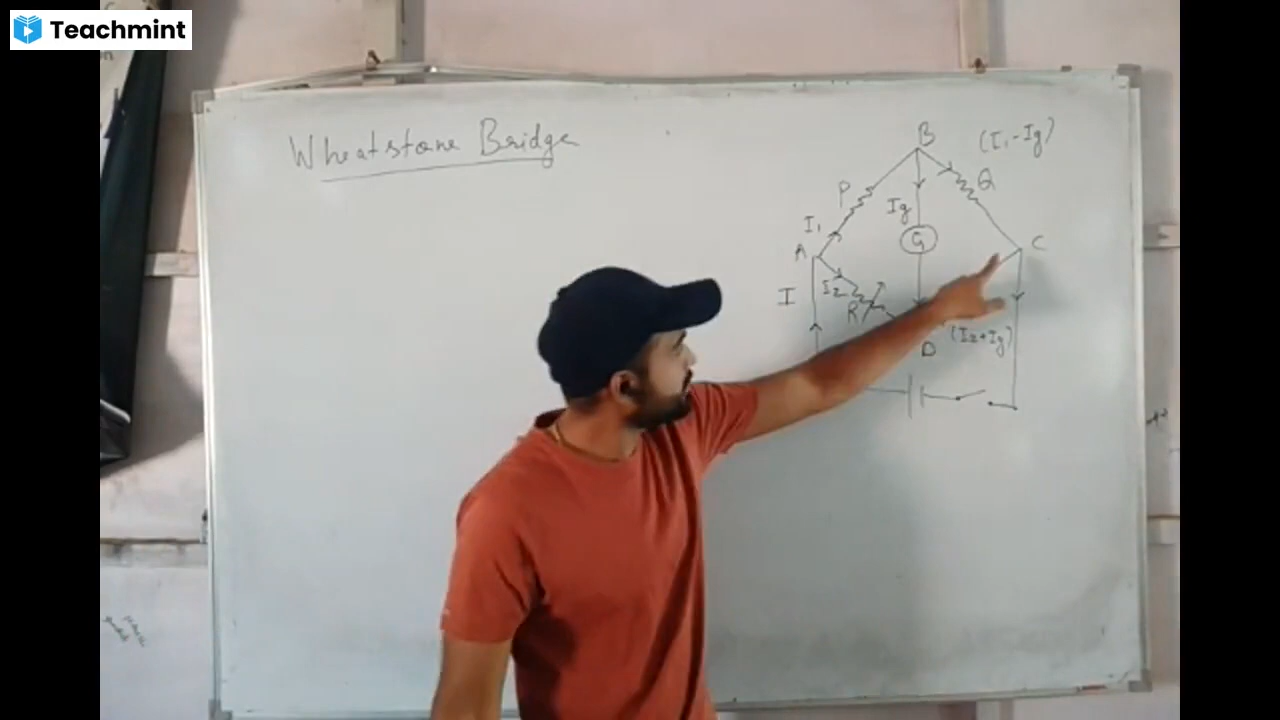 Teachmint
Wheatstone Bridge
B
(I₁-Ig)
P
Q
Ig
I₁
G
A
C
I
I₂
R
(I₂+Ig)
D